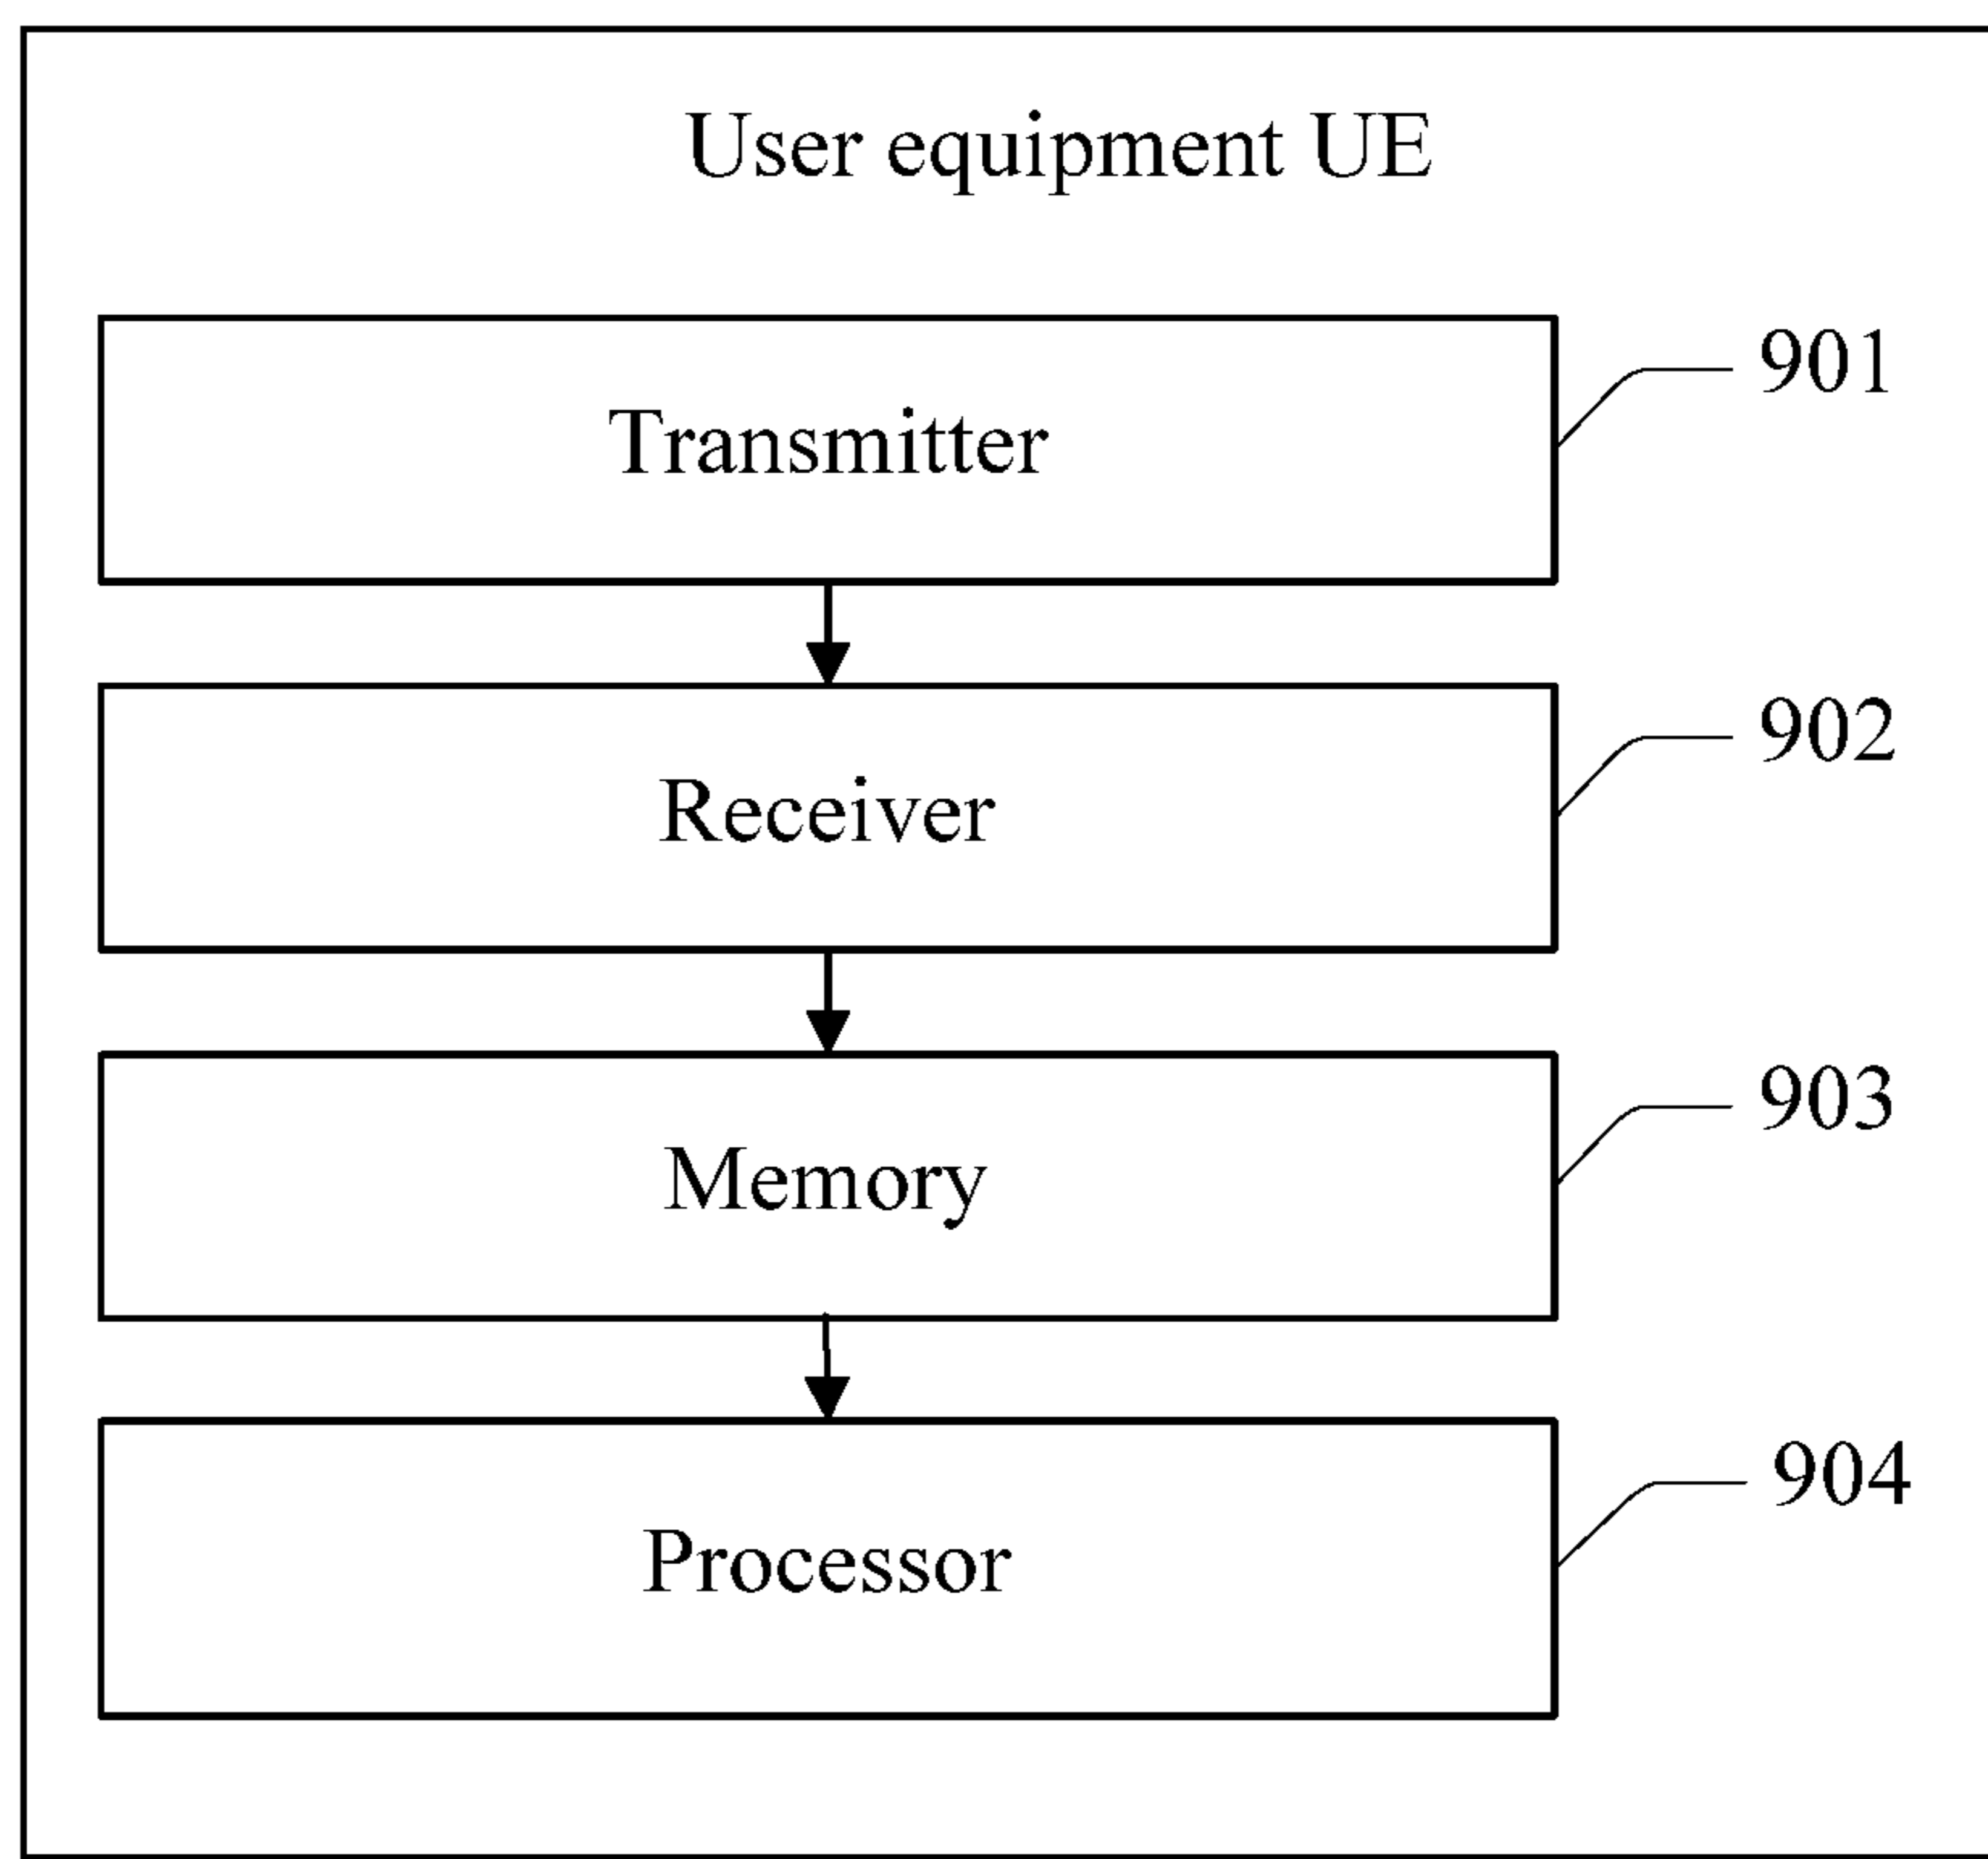 User equipment UE
Transmitter
901
Receiver
902
Memory
903
Processor
904